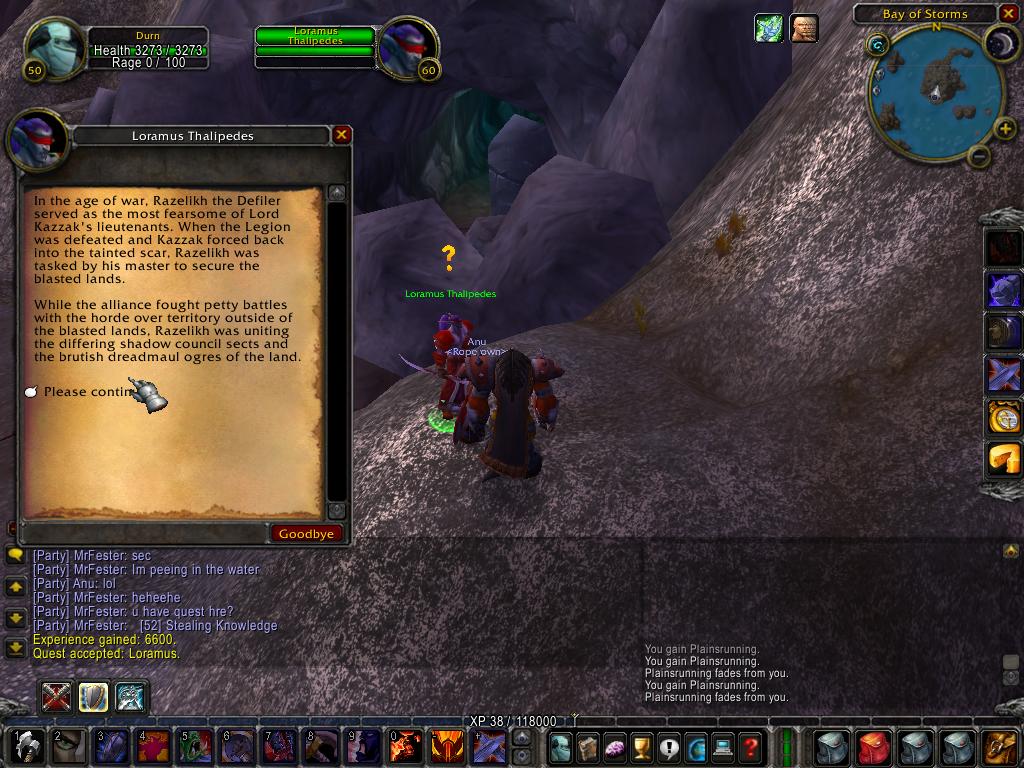 Durn
Health 3273 / 3273
Rage 0 / 100
50
Loramus
Thalipedes
60
Bay of Storms
N
Loramus Thalipedes
In the age of war, Razelikh the Defiler
served as the most fearsome of Lord
Kazzak's lieutenants. When the Legion
was defeated and Kazzak forced back
into the tainted scar, Razelikh was
tasked by his master to secure the
blasted lands.
While the alliance fought petty battles
with the horde over territory outside of
the blasted lands, Razelikh was uniting
the differing shadow council sects and
the brutish dreadmaul ogres of the land.
Please contin
Goodbye
?
Loramus Thalipedes
Anu
<Rope own>
[Party] MrFester: sec
[Party] MrFester: Im peeing in the water
[Party] Anu: lol
[Party] MrFester: heheehe
[Party] MrFester: u have quest hre?
[Party] MrFester: [52] Stealing Knowledge
Experience gained: 6600.
Quest accepted: Loramus.
You gain Plainsrunning.
You gain Plainsrunning.
Plainsrunning fades from you.
You gain Plainsrunning.
Plainsrunning fades from you.
XP 38 / 118000
1 2 3 4 5 6 7 8 9 0 - +